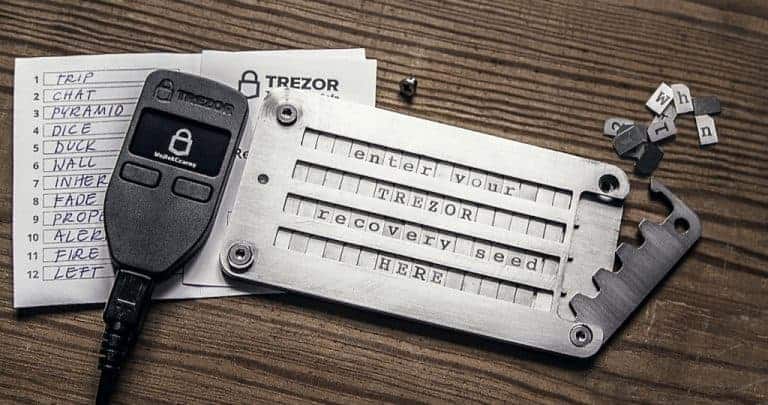 1 TRIP
2 CHAT
3 PYRAMID
4 DICE
5 DUCK
6 WALL
7 INHER
8 FADE
9 PROPE
10 ALER
11 FIRE
12 LEFT
TREZOR
TREZOR
enter your
TREZOR
recovery seed
HERE
W h
n